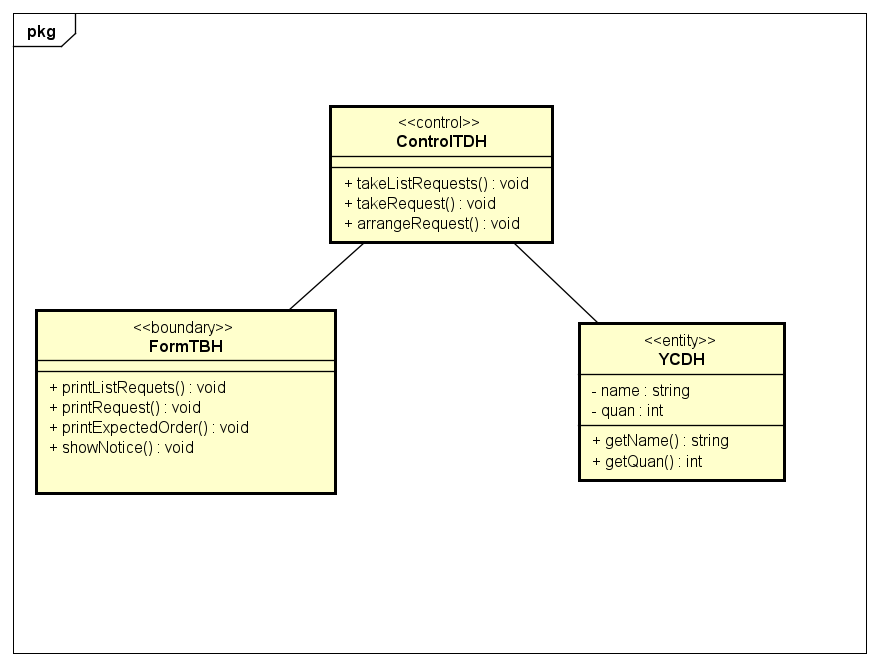 pkg
<<control>>
ControlTDH
+ takeListRequests() : void
+ takeRequest() : void
+ arrangeRequest() : void
<<boundary>>
FormTBH
+ printListRequets() : void
+ printRequest() : void
+ printExpectedOrder() : void
+ showNotice() : void
<<entity>>
YCDH
- name : string
- quan : int
+ getName() : string
+ getQuan() : int